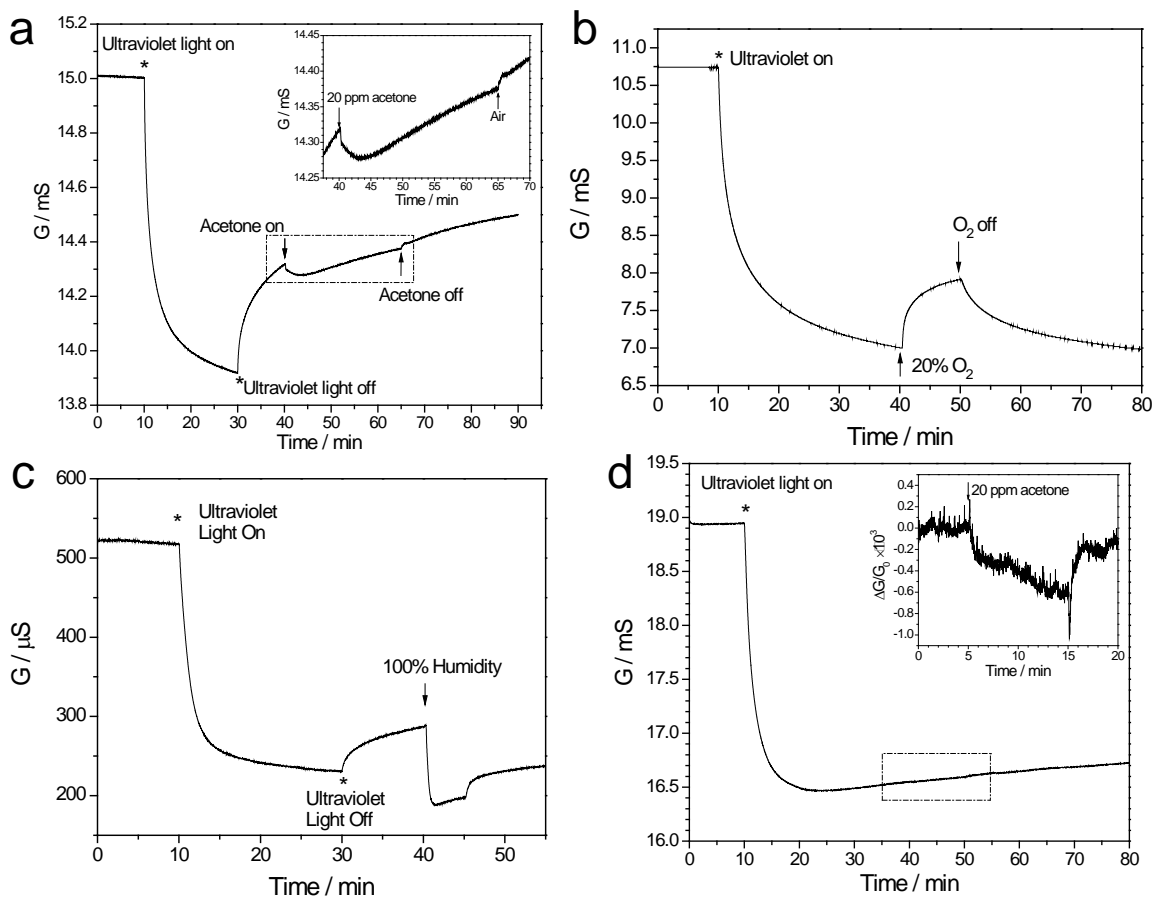 a
15.2
15.0
14.8
14.6
14.4
14.2
14.0
13.8
G / mS
Ultraviolet light on
*
Acetone on
Acetone off
*
Ultraviolet light off
0 10 20 30 40 50 60 70 80 90
Time / min
14.45
14.40
14.35
14.30
14.25
G / mS
20 ppm acetone
Air
40 45 50 55 60 65 70
Time / min
b
10.5
10.0
9.5
9.0
8.5
8.0
7.5
7.0
6.5
G / mS
* Ultraviolet on
O2 off
20% O2
0 10 20 30 40 50 60 70 80
Time / min
c
600
500
400
300
200
G / µS
*
Ultraviolet
Light On
100% Humidity
*
Ultraviolet
Light Off
0 10 20 30 40 50
Time / min
d
19.5
19.0
18.5
18.0
17.5
17.0
16.5
16.0
G / mS
Ultraviolet light on
*
0 10 20 30 40 50 60 70 80
Time / min
0.4
0.2
0.0
-0.2
-0.4
-0.6
-0.8
-1.0
ΔG/G0 ×10^3
20 ppm acetone
0 5 10 15 20
Time / min